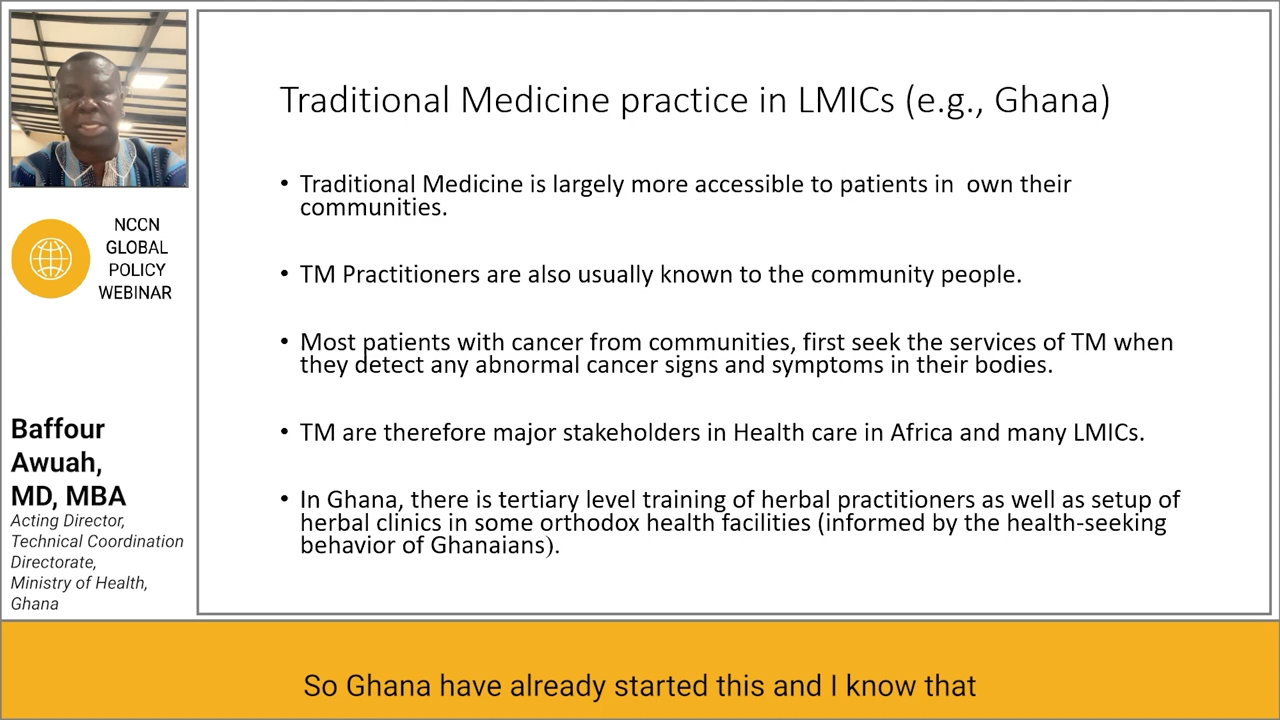 Traditional Medicine practice in LMICs (e.g., Ghana)
• Traditional Medicine is largely more accessible to patients in  own their
communities.
• TM Practitioners are also usually known to the community people.
• Most patients with cancer from communities, first seek the services of TM when
they detect any abnormal cancer signs and symptoms in their bodies.
• TM are therefore major stakeholders in Health care in Africa and many LMICs.
• In Ghana, there is tertiary level training of herbal practitioners as well as setup of
herbal clinics in some orthodox health facilities (informed by the health-seeking
behavior of Ghanaians).
NCCN
GLOBAL
POLICY
WEBINAR
Baffour
Awuah,
MD, MBA
Acting Director,
Technical Coordination
Directorate,
Ministry of Health,
Ghana
So Ghana have already started this and I know that